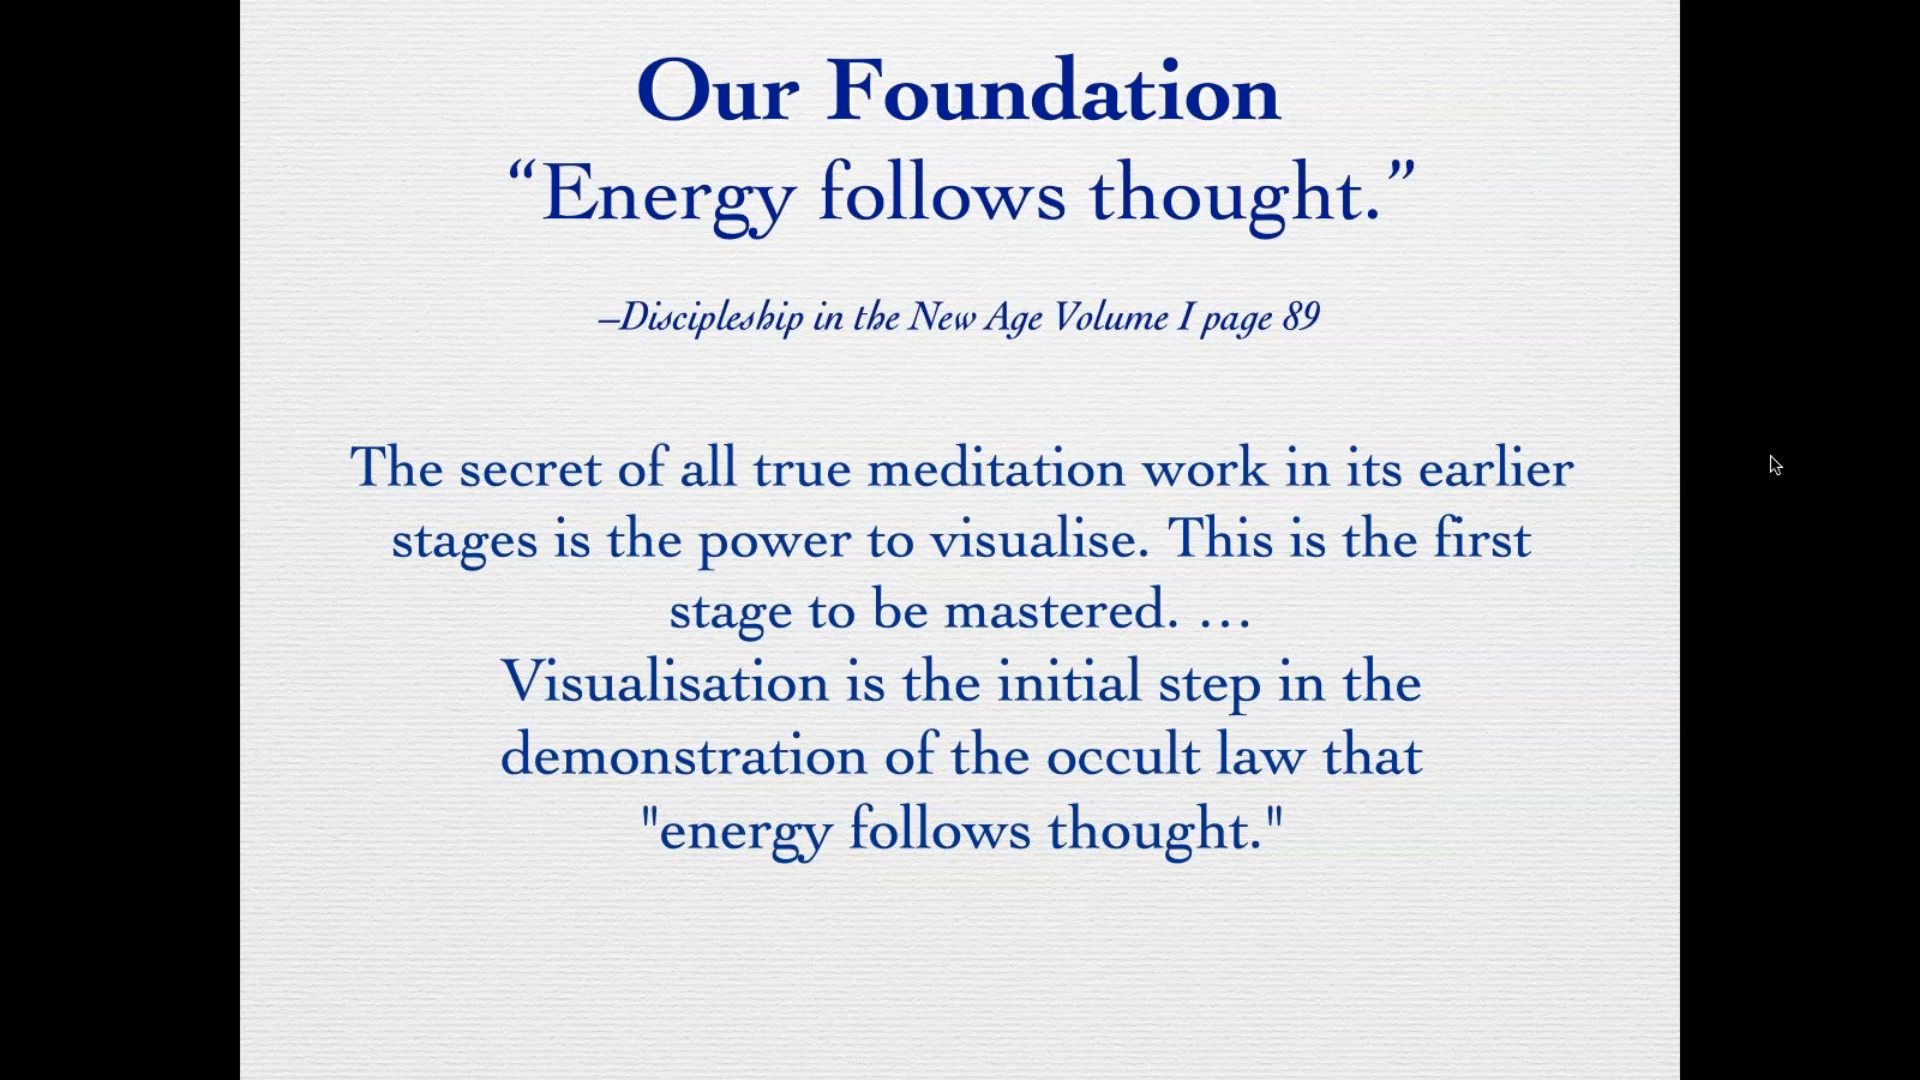 Our Foundation
“Energy follows thought.”
–Discipleship in the New Age Volume I page 89
The secret of all true meditation work in its earlier
stages is the power to visualise. This is the first
stage to be mastered. …
Visualisation is the initial step in the
demonstration of the occult law that
"energy follows thought."